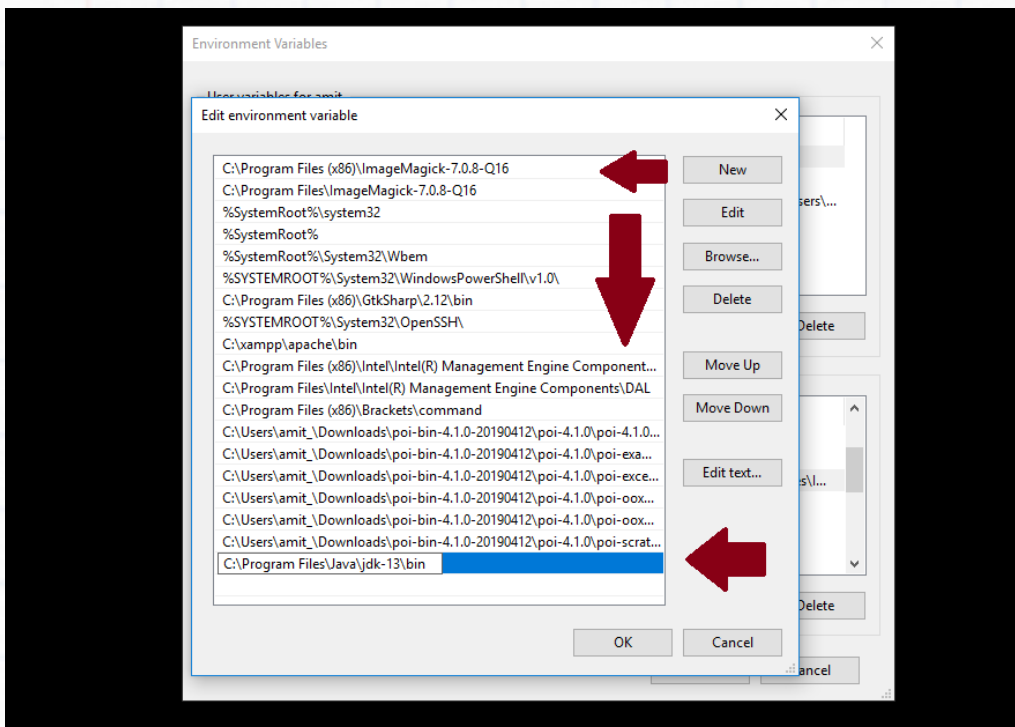 Environment Variables
User variables for amit
Edit environment variable
C:\Program Files (x86)\ImageMagick-7.0.8-Q16
New
C:\Program Files\ImageMagick-7.0.8-Q16
%SystemRoot%\system32
sers\...
Edit
%SystemRoot%
%SystemRoot%\System32\Wbem
Browse...
%SYSTEMROOT%\System32\WindowsPowerShell\v1.0\
C:\Program Files (x86)\GtkSharp\2.12\bin
Delete
%SYSTEMROOT%\System32\OpenSSH\
Delete
C:\xampp\apache\bin
C:\Program Files (x86)\Intel\Intel(R) Management Engine Component...
Move Up
C:\Program Files\Intel\Intel(R) Management Engine Components\DAL
C:\Program Files (x86)\Brackets\command
Move Down
C:\Users\amit_\Downloads\poi-bin-4.1.0-20190412\poi-4.1.0\poi-4.1.0...
C:\Users\amit_\Downloads\poi-bin-4.1.0-20190412\poi-4.1.0\poi-exa...
C:\Users\amit_\Downloads\poi-bin-4.1.0-20190412\poi-4.1.0\poi-exce...
Edit text...
s\I...
C:\Users\amit_\Downloads\poi-bin-4.1.0-20190412\poi-4.1.0\poi-oox...
C:\Users\amit_\Downloads\poi-bin-4.1.0-20190412\poi-4.1.0\poi-oox...
C:\Users\amit_\Downloads\poi-bin-4.1.0-20190412\poi-4.1.0\poi-scrat...
C:\Program Files\Java\jdk-13\bin
Delete
OK
Cancel
ancel